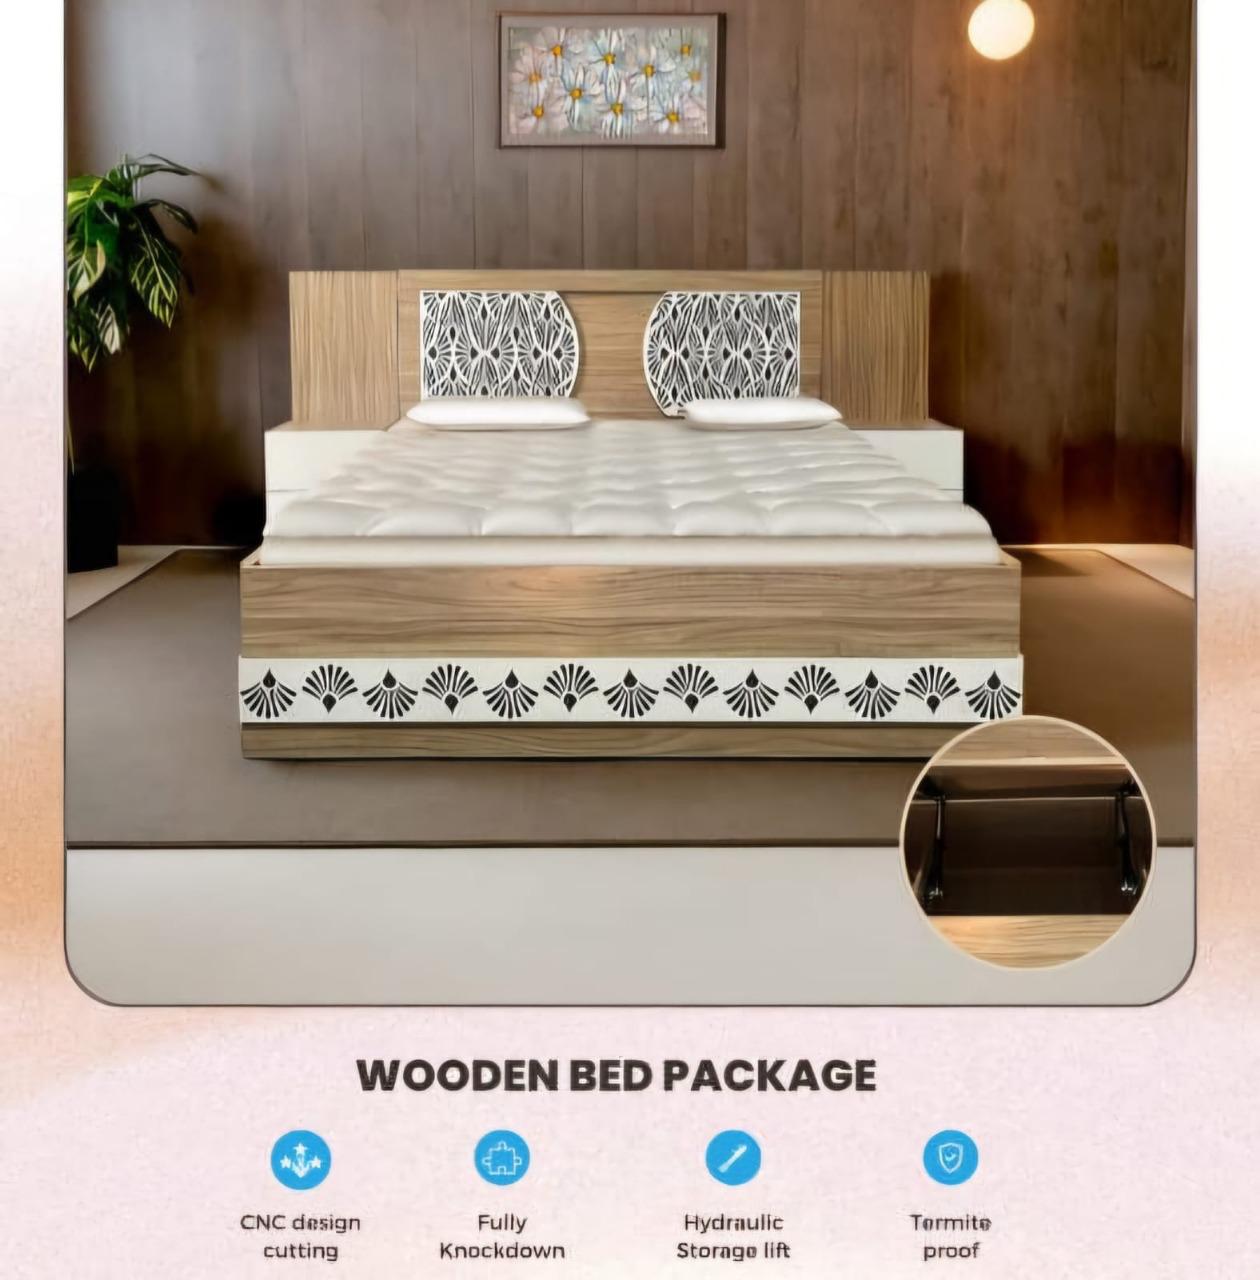 WOODEN BED PACKAGE
CNC design
cutting
Fully
Knockdown
Hydraulic
Storage lift
Termite
proof